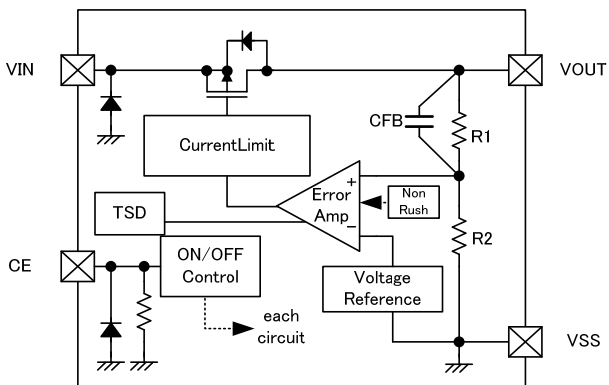 VIN
VOUT
CFB
R1
CurrentLimit
+
Error
Amp
−
Non
Rush
TSD
R2
CE
ON/OFF
Control
Voltage
Reference
each
circuit
VSS